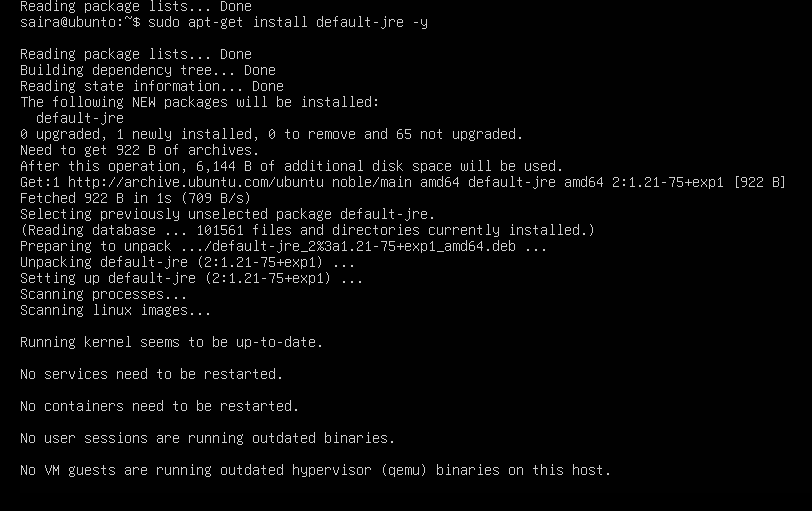 Reading package lists... Done
saira@ubunto:~$ sudo apt-get install default-jre -y
Reading package lists... Done
Building dependency tree... Done
Reading state information... Done
The following NEW packages will be installed:
default-jre
0 upgraded, 1 newly installed, 0 to remove and 65 not upgraded.
Need to get 922 B of archives.
After this operation, 6,144 B of additional disk space will be used.
Get:1 http://archive.ubuntu.com/ubuntu noble/main amd64 default-jre amd64 2:1.21-75+exp1 [922 B]
Fetched 922 B in 1s (709 B/s)
Selecting previously unselected package default-jre.
(Reading database ... 101561 files and directories currently installed.)
Preparing to unpack .../default-jre_2%3a1.21-75+exp1_amd64.deb ...
Unpacking default-jre (2:1.21-75+exp1) ...
Setting up default-jre (2:1.21-75+exp1) ...
Scanning processes...
Scanning linux images...
Running kernel seems to be up-to-date.
No services need to be restarted.
No containers need to be restarted.
No user sessions are running outdated binaries.
No VM guests are running outdated hypervisor (qemu) binaries on this host.